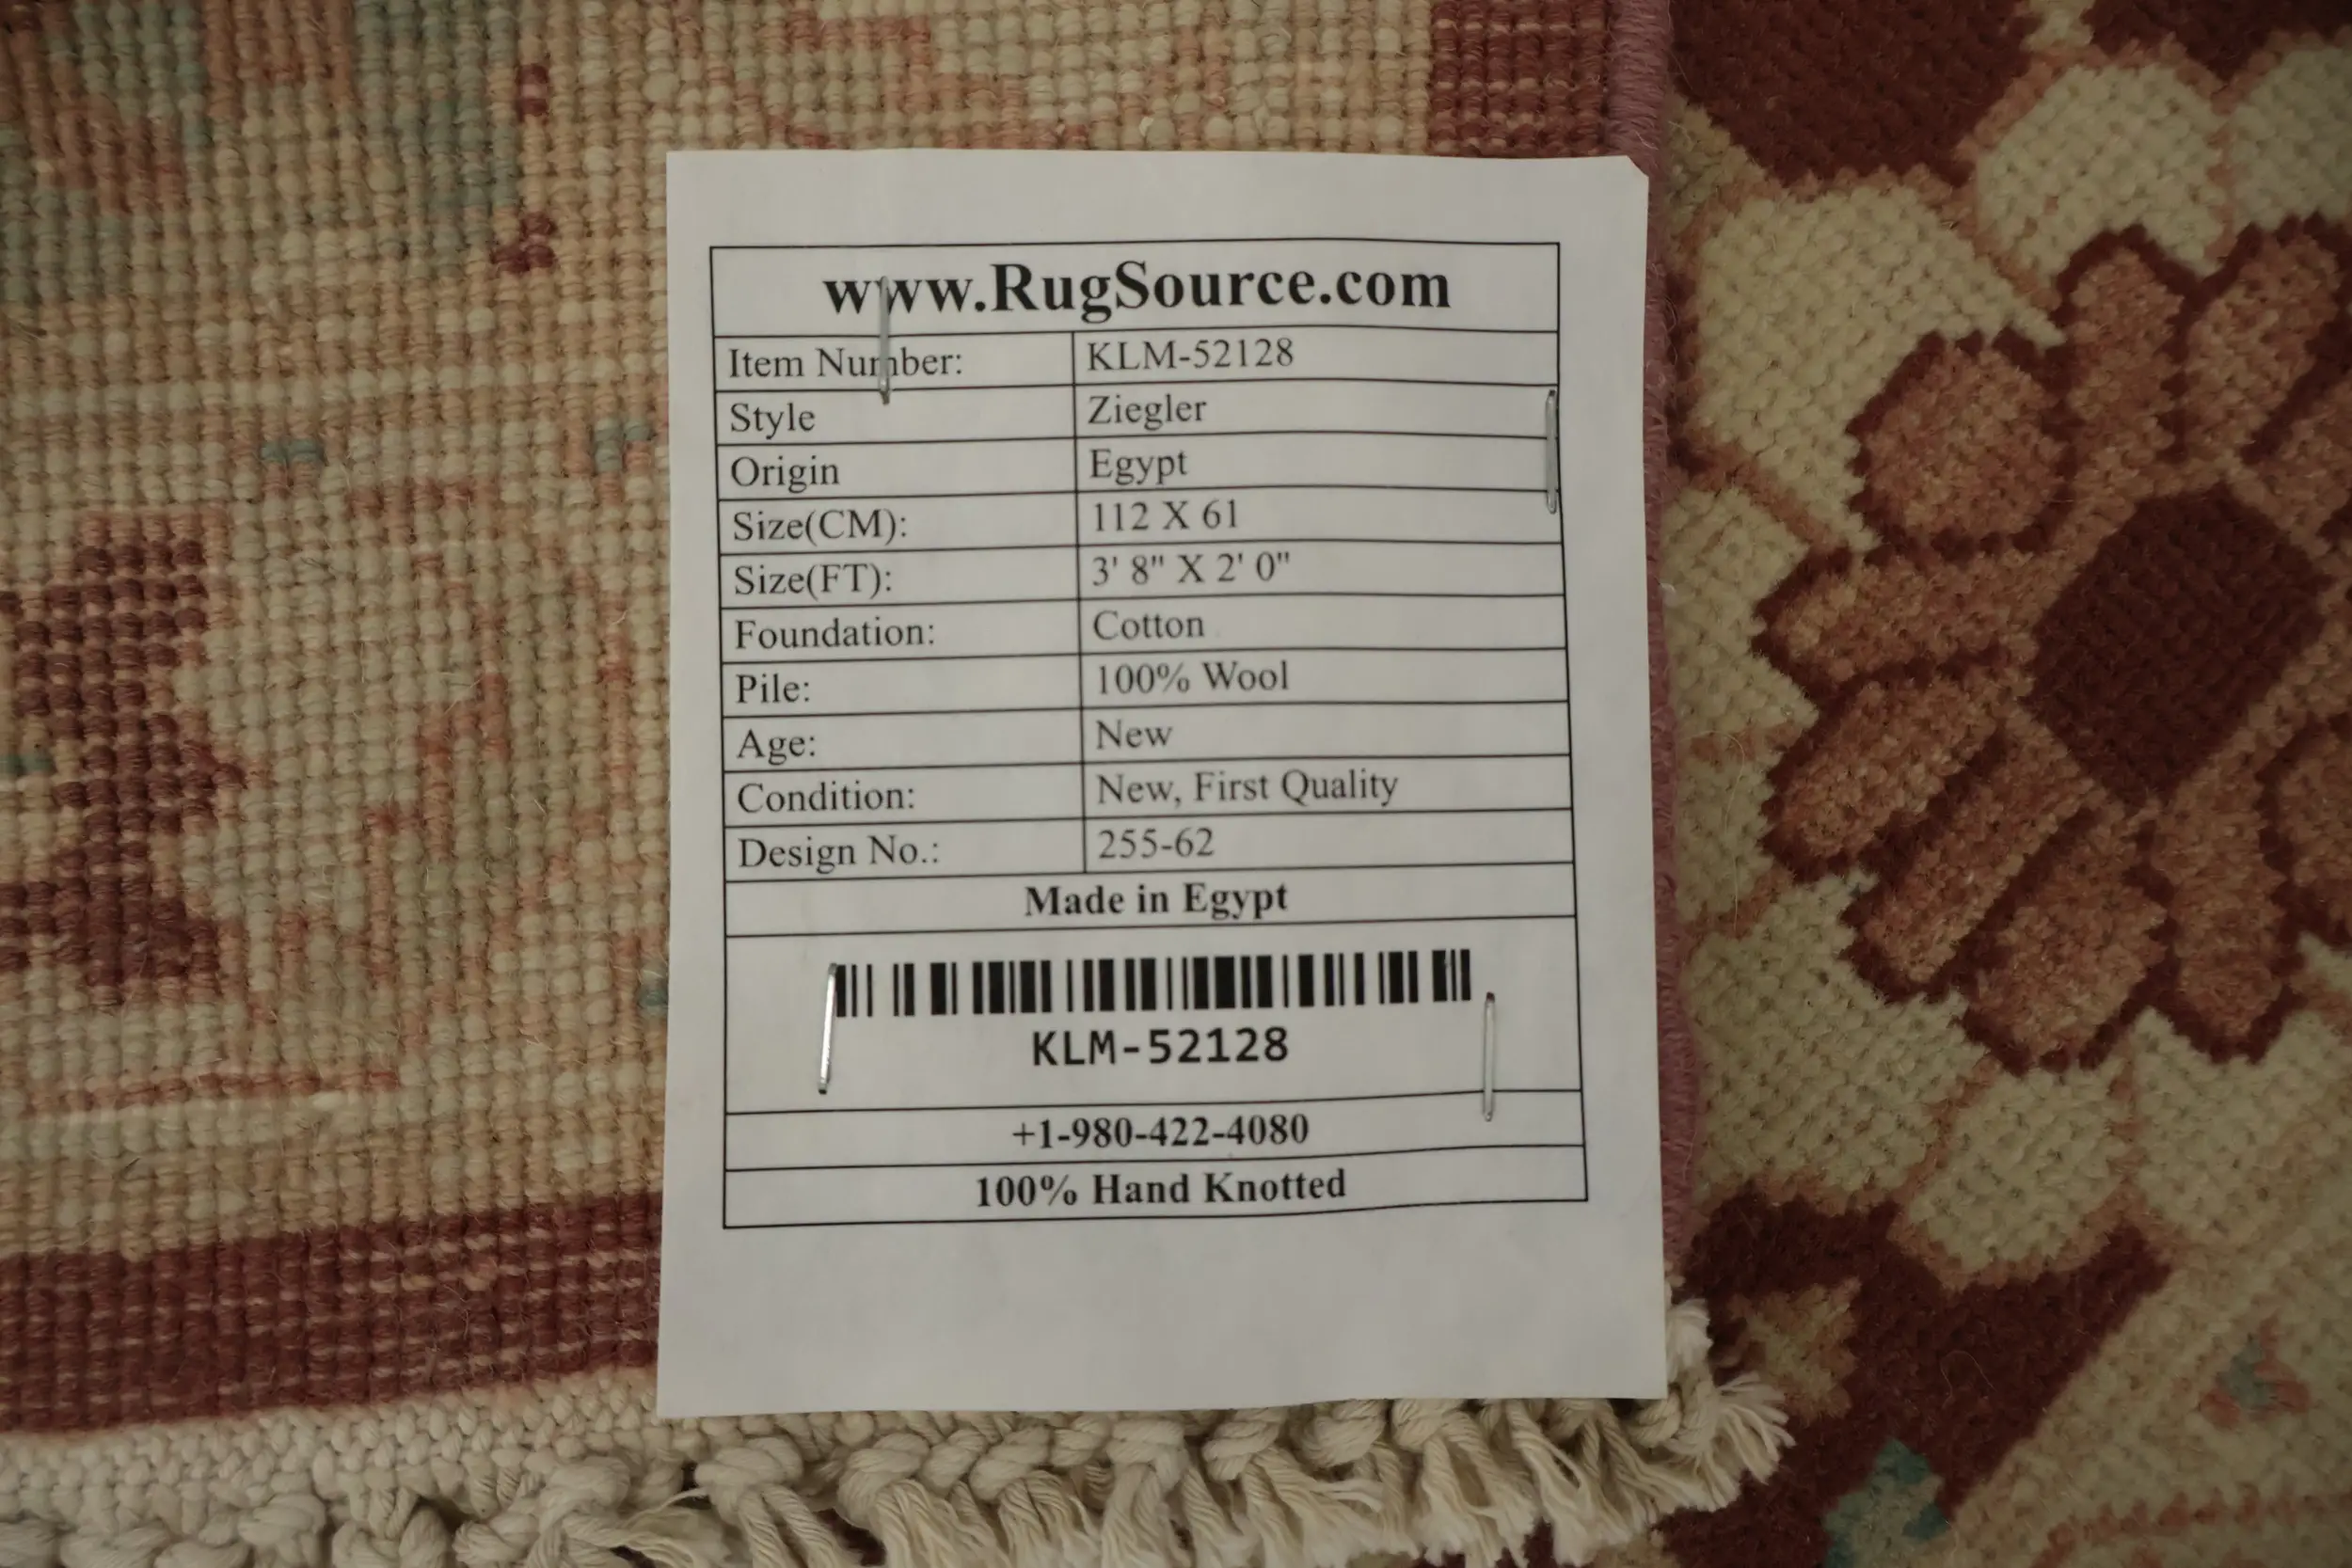 www.RugSource.com
Item Number: KLM-52128
Style Ziegler
Origin Egypt
Size(CM): 112 X 61
Size(FT): 3' 8" X 2' 0"
Foundation: Cotton
Pile: 100% Wool
Age: New
Condition: New, First Quality
Design No.: 255-62
Made in Egypt
KLM-52128
+1-980-422-4080
100% Hand Knotted